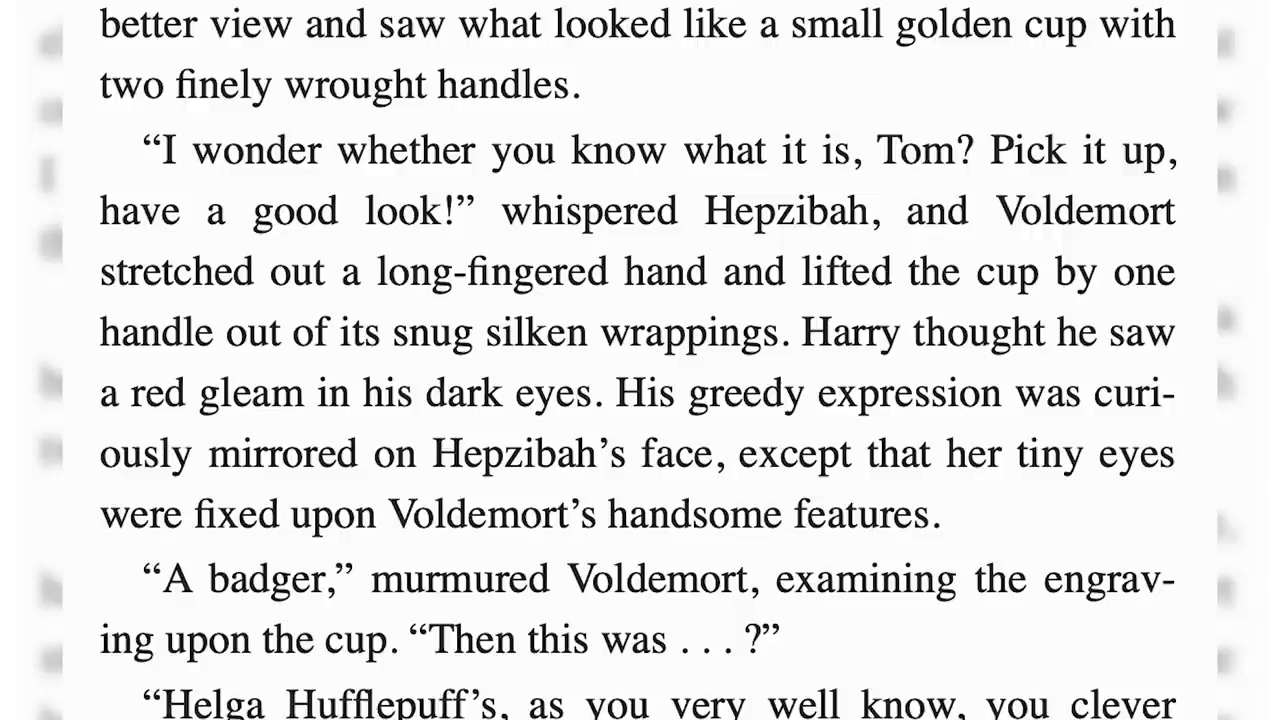 better view and saw what looked like a small golden cup with
two finely wrought handles.
“I wonder whether you know what it is, Tom? Pick it up,
have a good look!” whispered Hepzibah, and Voldemort
stretched out a long-fingered hand and lifted the cup by one
handle out of its snug silken wrappings. Harry thought he saw
a red gleam in his dark eyes. His greedy expression was curi-
ously mirrored on Hepzibah’s face, except that her tiny eyes
were fixed upon Voldemort’s handsome features.
“A badger,” murmured Voldemort, examining the engrav-
ing upon the cup. “Then this was . . . ?”
“Helga Hufflepuff’s, as you very well know, you clever